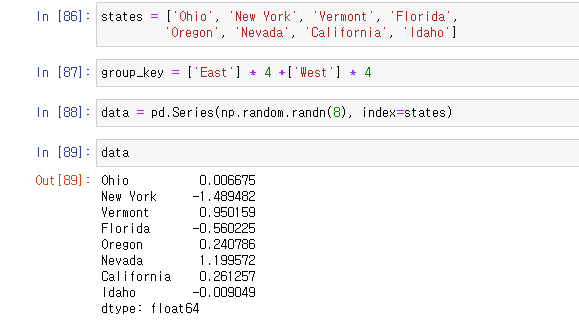 In [86]: states = ['Ohio', 'New York', 'Vermont', 'Florida',
'Oregon', 'Nevada', 'California', 'Idaho']
In [87]: group_key = ['East'] * 4 +['West'] * 4
In [88]: data = pd.Series(np.random.randn(8), index=states)
In [89]: data
Out[89]: Ohio 0.006675
New York -1.489482
Vermont 0.950159
Florida -0.560225
Oregon 0.240786
Nevada 1.199572
California 0.261257
Idaho -0.009049
dtype: float64